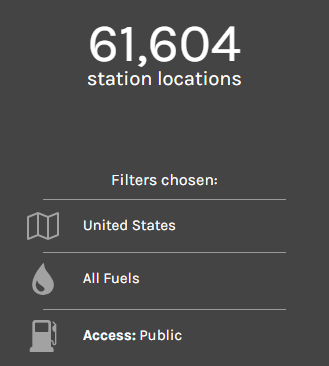 61,604
station locations
Filters chosen:
United States
All Fuels
Access: Public